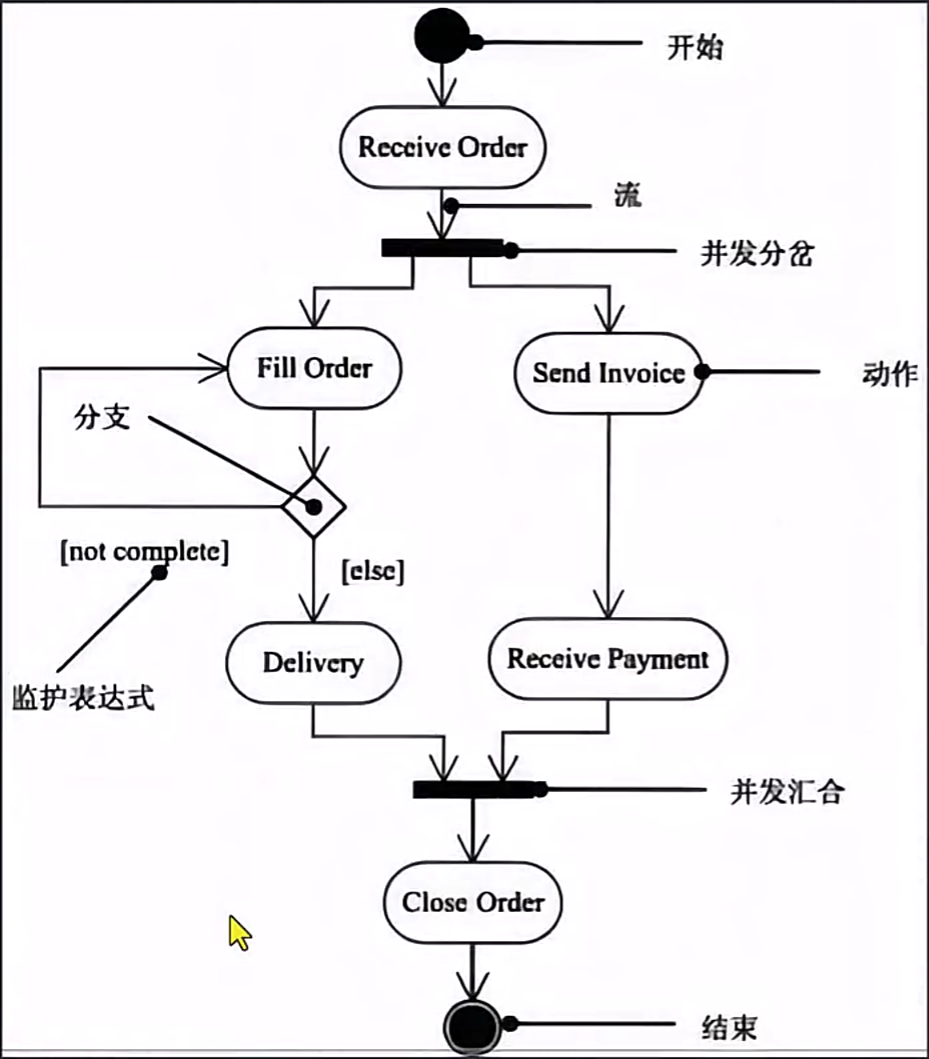 开始
Receive Order
流
并发分岔
Fill Order
Send Invoice
动作
分支
[not complete]
[else]
Delivery
Receive Payment
监护表达式
并发汇合
Close Order
结束